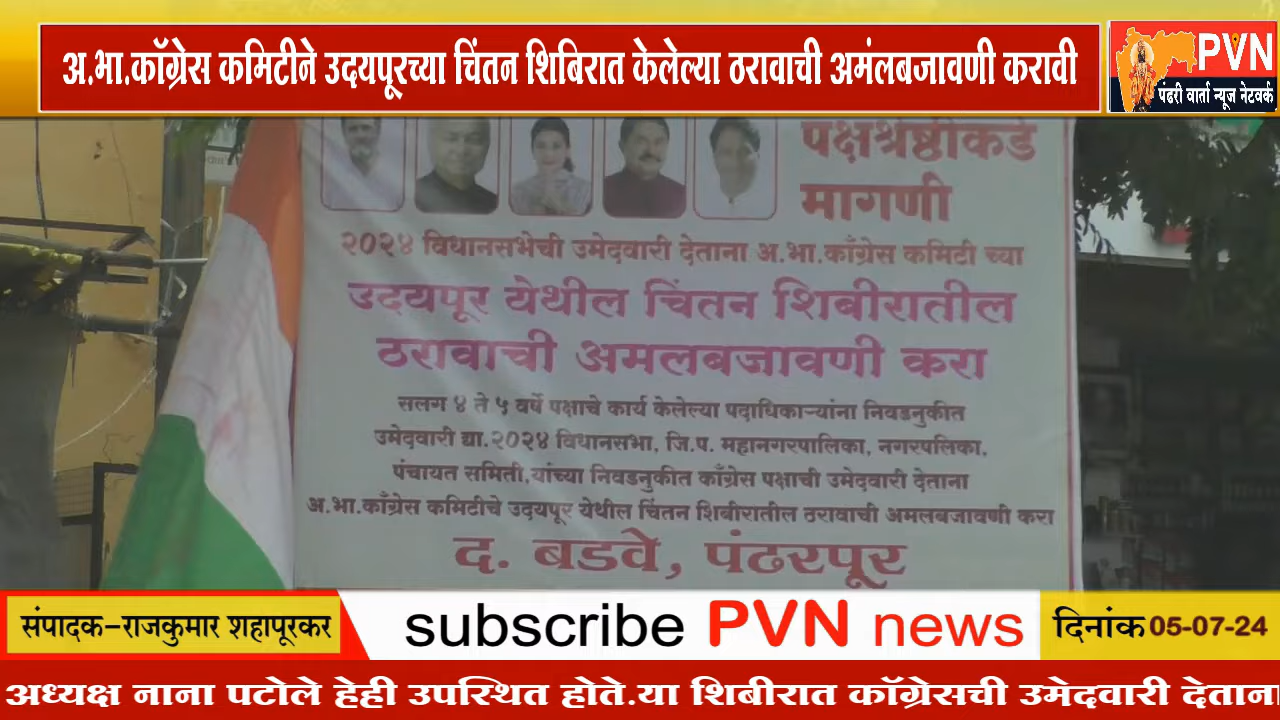 अ.भा.कॉग्रेस कमिटीने उदयपूरच्या चिंतन शिबिरात केलेल्या ठरावाची अमंलबजावणी करावी
PVN
पंढरी वार्ता न्यूज नेटवर्क
पक्षश्रेष्ठीकडे
मागणी
२०२४ विधानसभेची उमेदवारी देताना अ.भा.काँग्रेस कमिटी च्या
उदयपूर येथील चिंतन शिबीरातील
ठरावाची अमलबजावणी करा
सलग ४ ते ५ वर्षे पक्षाचे कार्य केलेल्या पदाधिकाऱ्यांना निवडनुकीत
उमेदवारी द्या.२०२४ विधानसभा, जि.प. महानगरपालिका, नगरपलिका,
पंचायत समिती,यांच्या निवडनुकीत काँग्रेस पक्षाची उमेदवारी देताना
अ.भा.काँग्रेस कमिटीचे उदयपूर येथील चिंतन शिबीरातील ठरावाची अमलबजावणी करा
द. बडवे, पंढरपूर
संपादक–राजकुमार शहापूरकर
subscribe PVN news
दिनांक 05-07-24
अध्यक्ष नाना पटोले हेही उपस्थित होते.या शिबीरात कॉग्रेसची उमेदवारी देताना